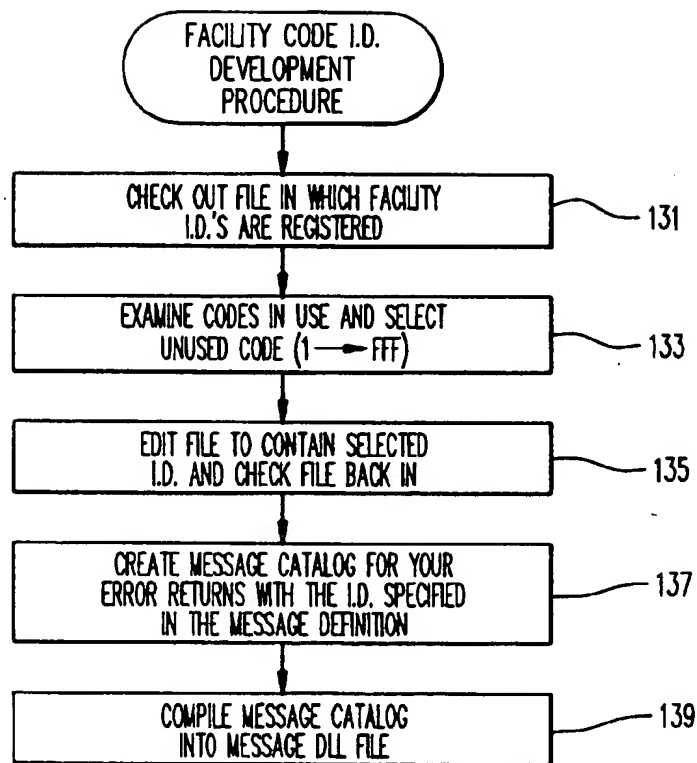 FACILITY CODE I.D.
DEVELOPMENT
PROCEDURE
CHECK OUT FILE IN WHICH FACILITY
I.D.'S ARE REGISTERED
131
EXAMINE CODES IN USE AND SELECT
UNUSED CODE (1 → FFF)
133
EDIT FILE TO CONTAIN SELECTED
I.D. AND CHECK FILE BACK IN
135
CREATE MESSAGE CATALOG FOR YOUR
ERROR RETURNS WITH THE I.D. SPECIFIED
IN THE MESSAGE DEFINITION
137
COMPILE MESSAGE CATALOG
INTO MESSAGE DLL FILE
139